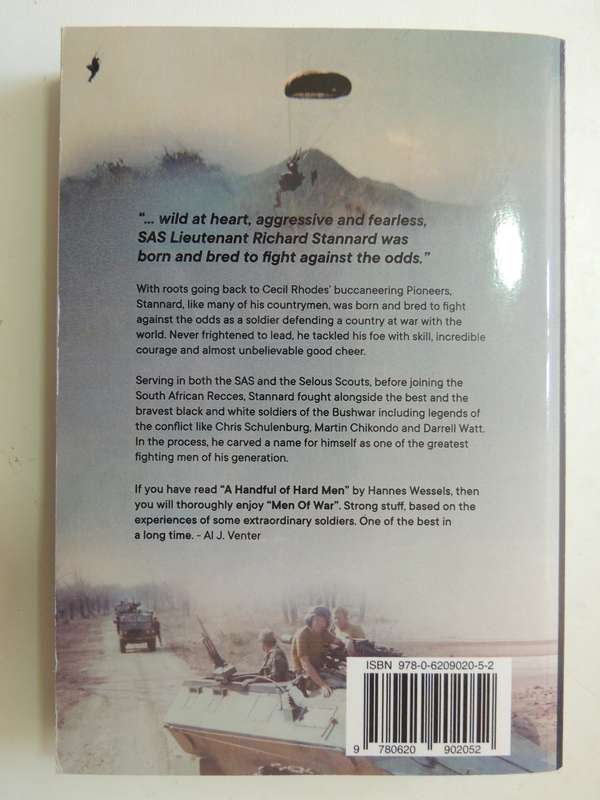 "... wild at heart, aggressive and fearless,
SAS Lieutenant Richard Stannard was
born and bred to fight against the odds."
With roots going back to Cecil Rhodes' buccaneering Pioneers,
Stannard, like many of his countrymen, was born and bred to fight
against the odds as a soldier defending a country at war with the
world. Never frightened to lead, he tackled his foe with skill, incredible
courage and almost unbelievable good cheer.
Serving in both the SAS and the Selous Scouts, before joining the
South African Recces, Stannard fought alongside the best and the
bravest black and white soldiers of the Bushwar including legends of
the conflict like Chris Schulenburg, Martin Chikondo and Darrell Watt.
In the process, he carved a name for himself as one of the greatest
fighting men of his generation.
If you have read "A Handful of Hard Men" by Hannes Wessels, then
you will thoroughly enjoy "Men Of War". Strong stuff, based on the
experiences of some extraordinary soldiers. One of the best in
a long time. - Al J. Venter
ISBN 978-0-6209020-5-2
9 780620 902052